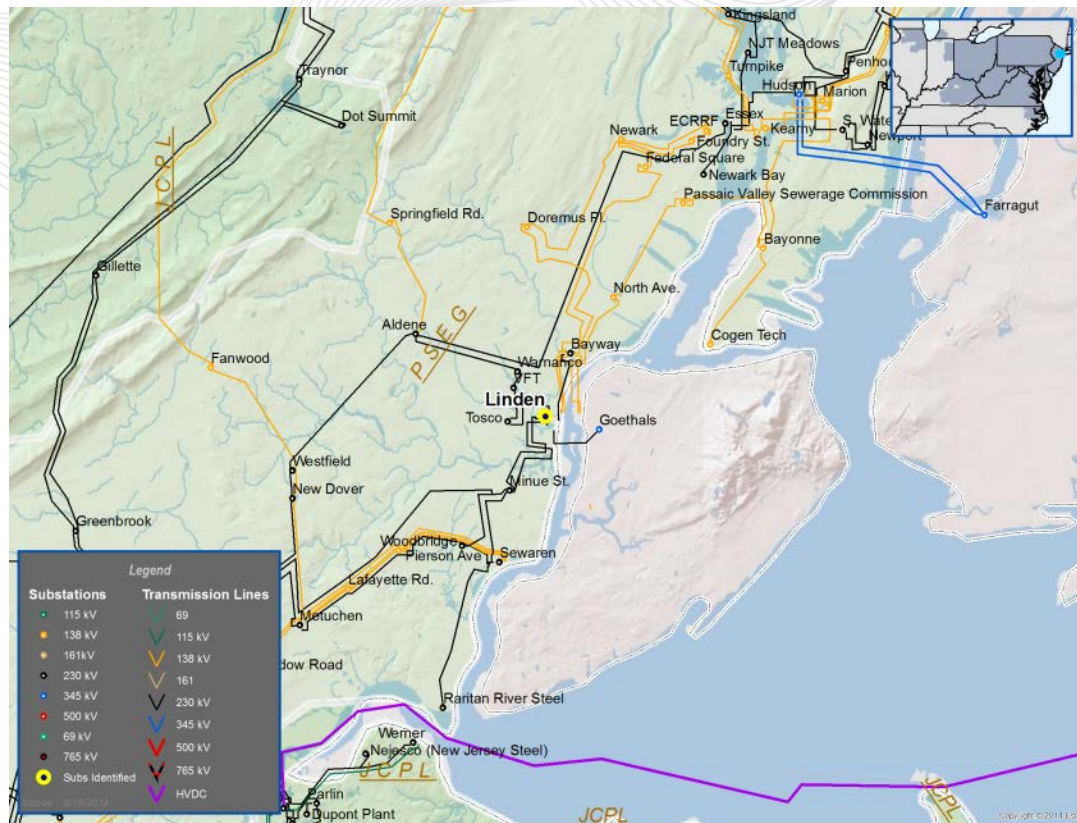 Kingsland
NJT Meadows
Traynor
Turnpike
Penhor
Hudson
Dot Summit
Marion
ECRRF
Essex
S. Wate
Newark
Kearny
Foundry St.
Newport
JCPL
Federal Square
Newark Bay
Passaic Valley Sewerage Commission
Farragut
Springfield Rd.
Doremus Pl.
Bayonne
Gillette
North Ave.
Aldene
PSEG
Cogen Tech
Fanwood
Bayway
Warinanco
VFT
Linden
Tosco
Goethals
Westfield
Minue St.
New Dover
Greenbrook
Woodbridge
Pierson Ave
Sewaren
Lafayette Rd.
Metuchen
dow Road
Raritan River Steel
Werner
Nejesco (New Jersey Steel)
JCPL
Parlin
Dupont Plant
JCPL
JCPL
Legend
Substations
115 kV
138 kV
161kV
230 kV
345 kV
500 kV
69 kV
765 kV
Subs Identified
Transmission Lines
69
115 kV
138 kV
161
230 kV
345 kV
500 kV
765 kV
HVDC
Copyright © 2014 Es